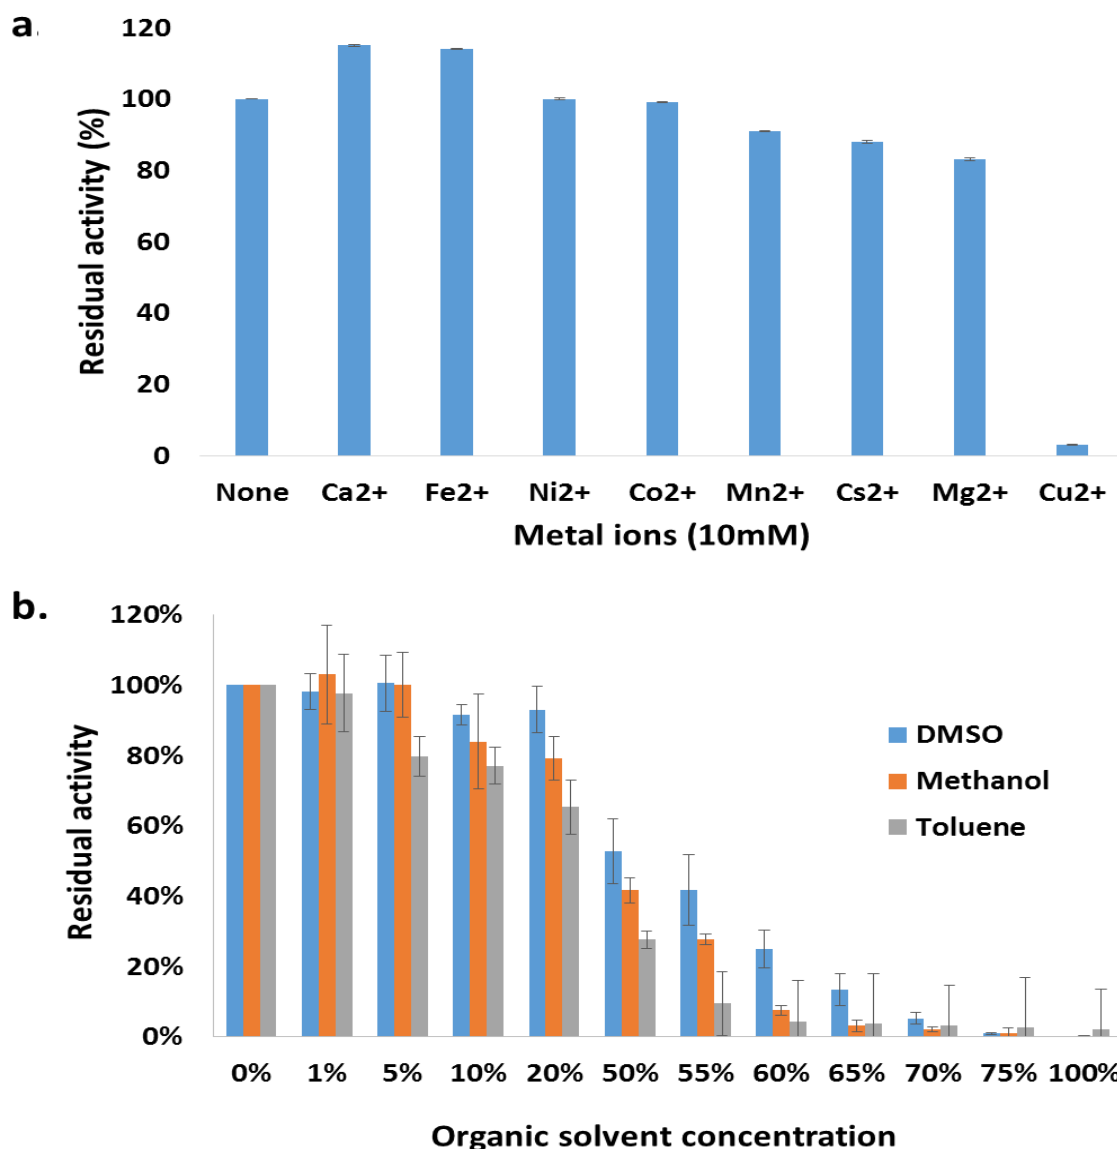 a.
Residual activity (%)
120
100
80
60
40
20
0
None Ca2+ Fe2+ Ni2+ Co2+ Mn2+ Cs2+ Mg2+ Cu2+
Metal ions (10mM)
b.
Residual activity
120%
100%
80%
60%
40%
20%
0%
DMSO
Methanol
Toluene
0% 1% 5% 10% 20% 50% 55% 60% 65% 70% 75% 100%
Organic solvent concentration